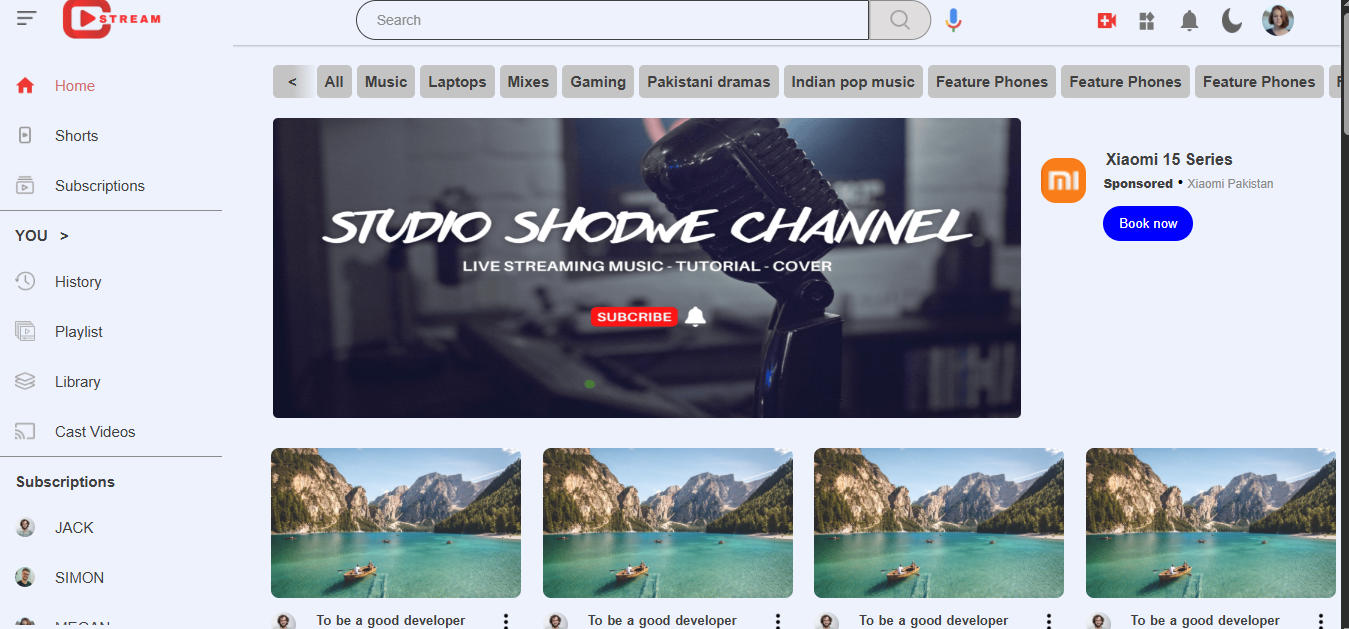 STREAM
Search
Home
Shorts
Subscriptions
YOU >
History
Playlist
Library
Cast Videos
Subscriptions
JACK
SIMON
MEGAN
< All Music Laptops Mixes Gaming Pakistani dramas Indian pop music Feature Phones Feature Phones Feature Phones F
STUDIO SHODWE CHANNEL
LIVE STREAMING MUSIC - TUTORIAL - COVER
SUBCRIBE
mi
Xiaomi 15 Series
Sponsored • Xiaomi Pakistan
Book now
To be a good developer
To be a good developer
To be a good developer
To be a good developer